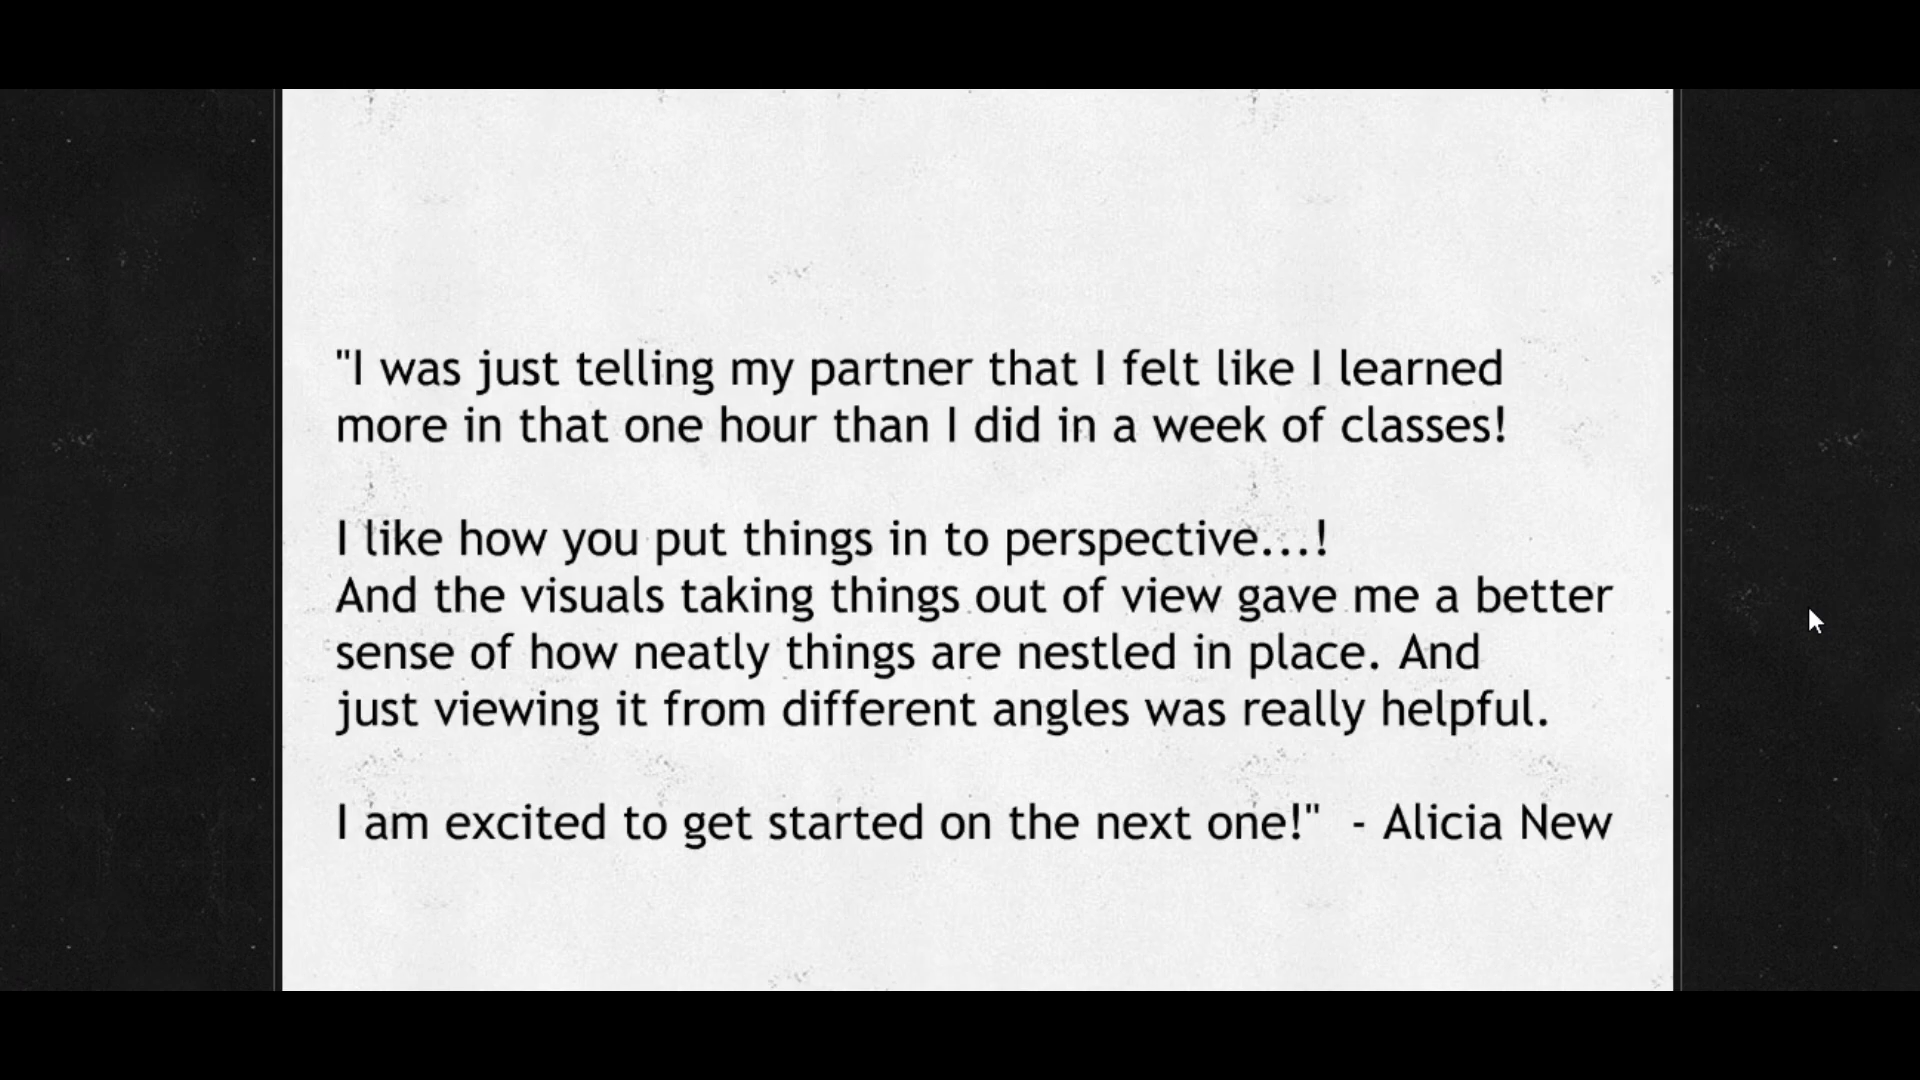 "I was just telling my partner that I felt like I learned
more in that one hour than I did in a week of classes!
I like how you put things in to perspective...!
And the visuals taking things out of view gave me a better
sense of how neatly things are nestled in place. And
just viewing it from different angles was really helpful.
I am excited to get started on the next one!"  - Alicia New